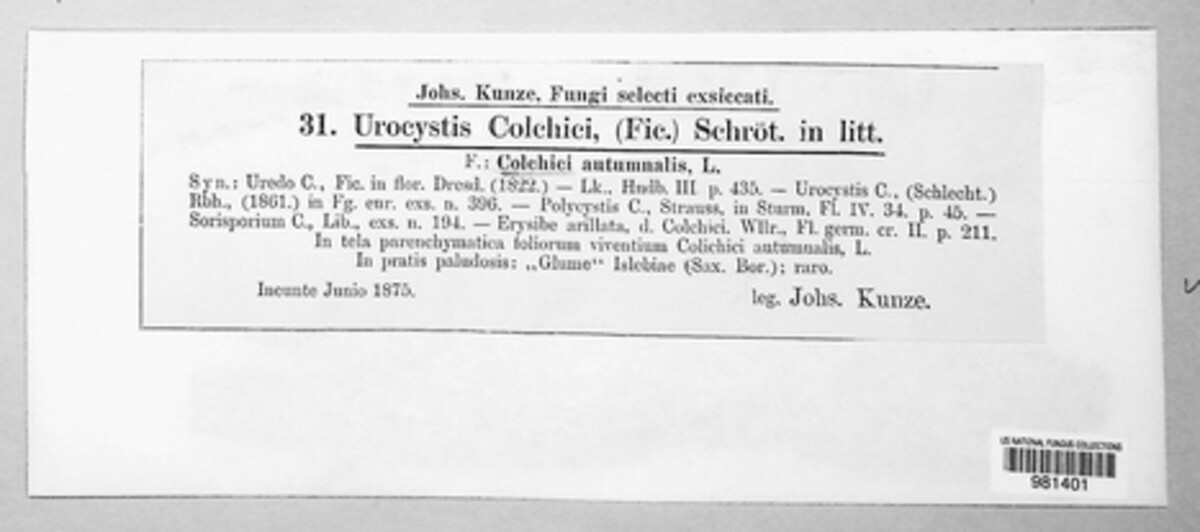 Johs. Kunze, Fungi selecti exsiccati.
31. Urocystis Colchici, (Fic.) Schröt. in litt.
F.: Colchici autumnalis, L.
Syn.: Uredo C., Fic. in flor. Dresd. (1822.) — Lk., Hndb. III p. 435. — Urocystis C., (Schlecht.)
Rbh., (1861.) in Fg. eur. exs. n. 396. — Polycystis C., Strauss, in Sturm, Fl. IV. 34, p. 45. —
Sorisporium C., Lib., exs. n. 194. — Erysibe arillata, d. Colchici. Wllr., Fl. germ. cr. II. p. 211.
In tela parenchymatica foliorum viventium Colichici autumnalis, L.
In pratis paludosis: „Glume“ Islebiae (Sax. Bor.); raro.
Incunte Junio 1875.
leg. Johs. Kunze.
US NATIONAL FUNGUS COLLECTIONS
981401